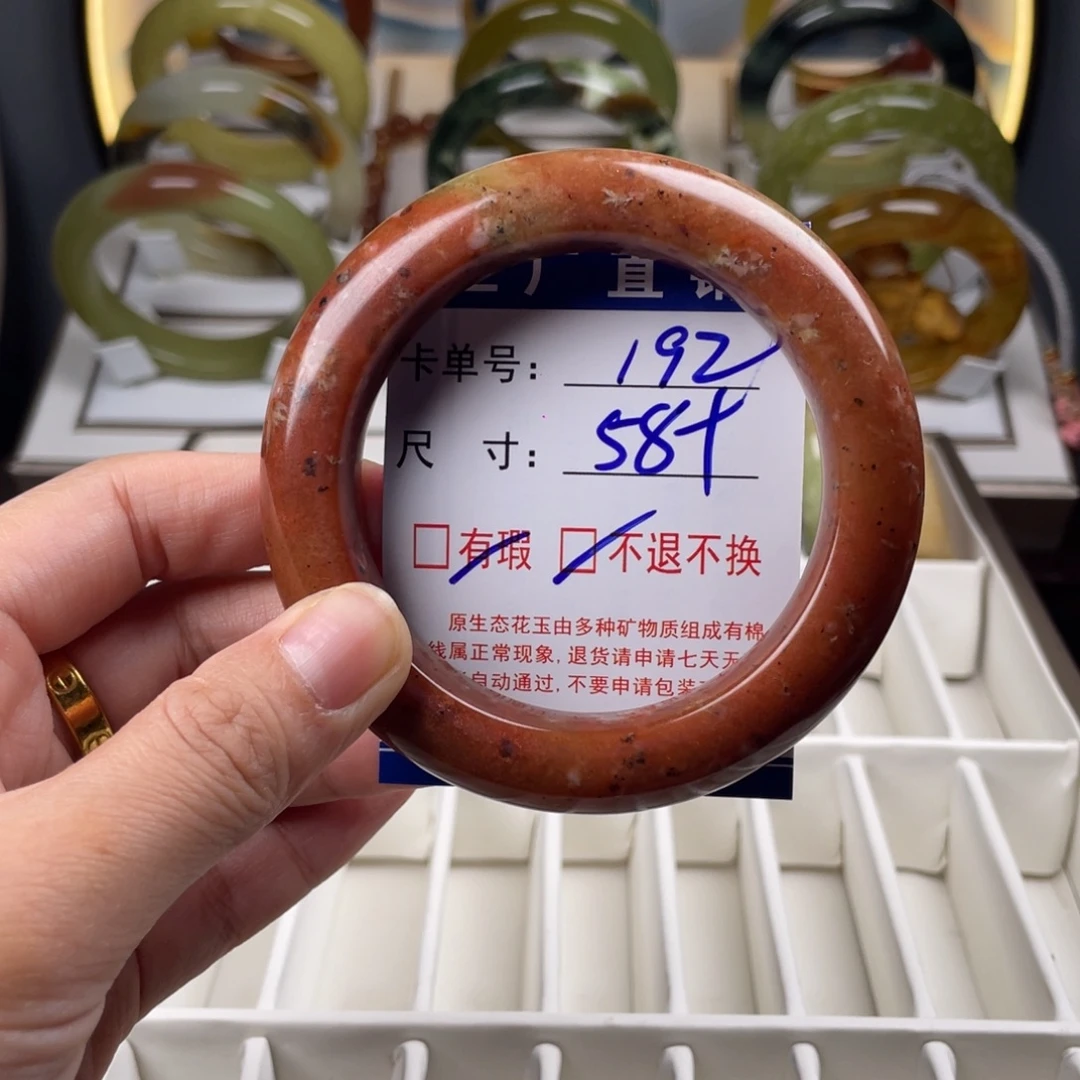 厂直销
卡单号: 192
尺 寸: 58+
有瑕 不退不换
原生态花玉由多种矿物质组成有棉
线属正常现象,退货请申请七天无
自动通过,不要申请包装